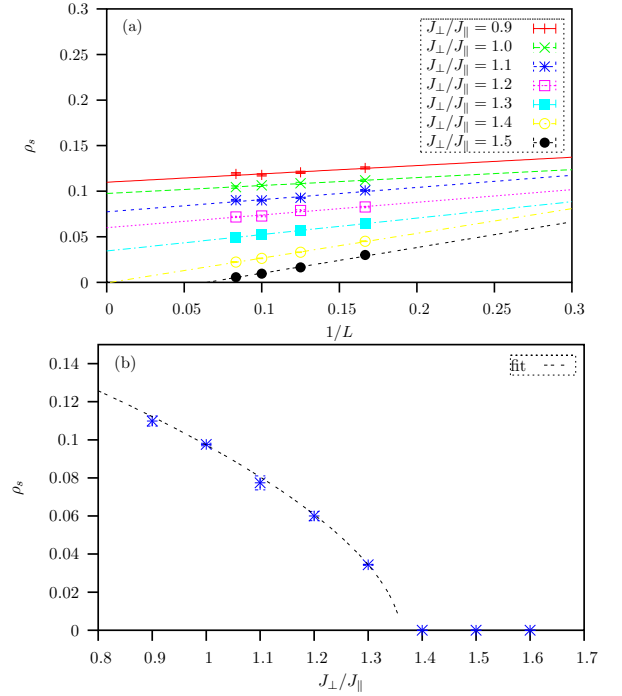 (a)
J⊥/J∥ = 0.9
J⊥/J∥ = 1.0
J⊥/J∥ = 1.1
J⊥/J∥ = 1.2
J⊥/J∥ = 1.3
J⊥/J∥ = 1.4
J⊥/J∥ = 1.5
0.3
0.25
0.2
0.15
0.1
0.05
0
ρs
0 0.05 0.1 0.15 0.2 0.25 0.3
1/L
(b)
fit
0.14
0.12
0.1
0.08
0.06
0.04
0.02
0
ρs
0.8 0.9 1 1.1 1.2 1.3 1.4 1.5 1.6 1.7
J⊥/J∥